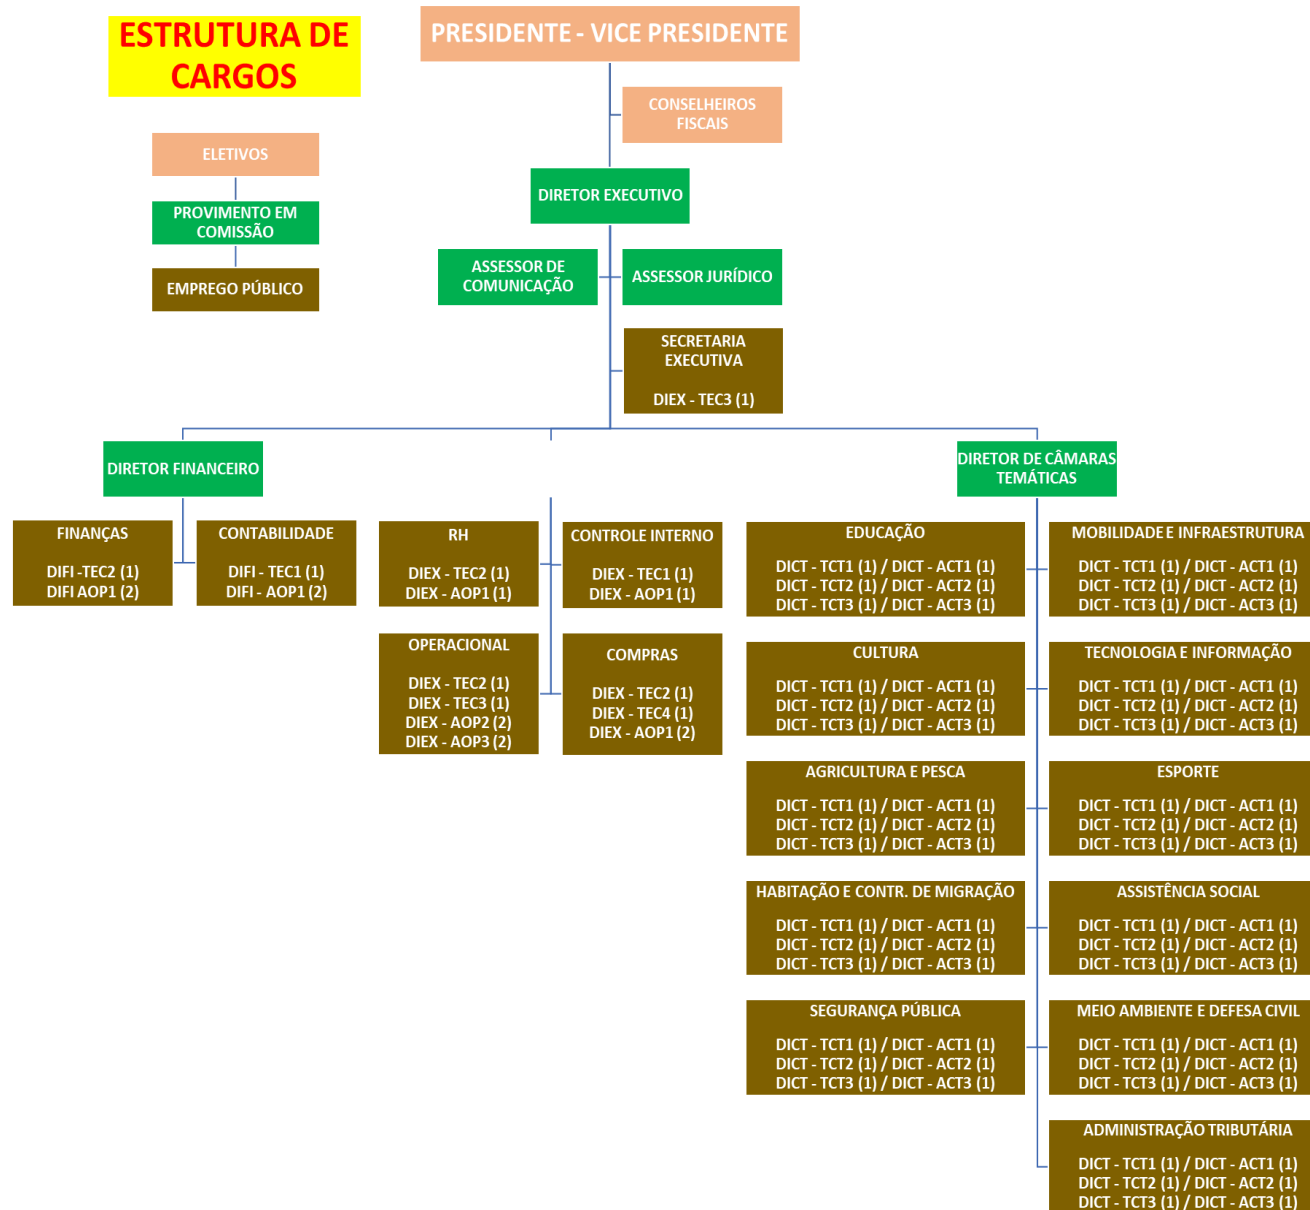 ESTRUTURA DE
CARGOS
PRESIDENTE - VICE PRESIDENTE
CONSELHEIROS
FISCAIS
ELETIVOS
PROVIMENTO EM
COMISSÃO
EMPREGO PÚBLICO
DIRETOR EXECUTIVO
ASSESSOR DE
COMUNICAÇÃO
ASSESSOR JURÍDICO
SECRETARIA
EXECUTIVA
DIEX - TEC3 (1)
DIRETOR FINANCEIRO
DIRETOR DE CÂMARAS
TEMÁTICAS
FINANÇAS
DIFI -TEC2 (1)
DIFI AOP1 (2)
CONTABILIDADE
DIFI - TEC1 (1)
DIFI - AOP1 (2)
RH
DIEX - TEC2 (1)
DIEX - AOP1 (1)
CONTROLE INTERNO
DIEX - TEC1 (1)
DIEX - AOP1 (1)
OPERACIONAL
DIEX - TEC2 (1)
DIEX - TEC3 (1)
DIEX - AOP2 (2)
DIEX - AOP3 (2)
COMPRAS
DIEX - TEC2 (1)
DIEX - TEC4 (1)
DIEX - AOP1 (2)
EDUCAÇÃO
DICT - TCT1 (1) / DICT - ACT1 (1)
DICT - TCT2 (1) / DICT - ACT2 (1)
DICT - TCT3 (1) / DICT - ACT3 (1)
MOBILIDADE E INFRAESTRUTURA
DICT - TCT1 (1) / DICT - ACT1 (1)
DICT - TCT2 (1) / DICT - ACT2 (1)
DICT - TCT3 (1) / DICT - ACT3 (1)
CULTURA
DICT - TCT1 (1) / DICT - ACT1 (1)
DICT - TCT2 (1) / DICT - ACT2 (1)
DICT - TCT3 (1) / DICT - ACT3 (1)
TECNOLOGIA E INFORMAÇÃO
DICT - TCT1 (1) / DICT - ACT1 (1)
DICT - TCT2 (1) / DICT - ACT2 (1)
DICT - TCT3 (1) / DICT - ACT3 (1)
AGRICULTURA E PESCA
DICT - TCT1 (1) / DICT - ACT1 (1)
DICT - TCT2 (1) / DICT - ACT2 (1)
DICT - TCT3 (1) / DICT - ACT3 (1)
ESPORTE
DICT - TCT1 (1) / DICT - ACT1 (1)
DICT - TCT2 (1) / DICT - ACT2 (1)
DICT - TCT3 (1) / DICT - ACT3 (1)
HABITAÇÃO E CONTR. DE MIGRAÇÃO
DICT - TCT1 (1) / DICT - ACT1 (1)
DICT - TCT2 (1) / DICT - ACT2 (1)
DICT - TCT3 (1) / DICT - ACT3 (1)
ASSISTÊNCIA SOCIAL
DICT - TCT1 (1) / DICT - ACT1 (1)
DICT - TCT2 (1) / DICT - ACT2 (1)
DICT - TCT3 (1) / DICT - ACT3 (1)
SEGURANÇA PÚBLICA
DICT - TCT1 (1) / DICT - ACT1 (1)
DICT - TCT2 (1) / DICT - ACT2 (1)
DICT - TCT3 (1) / DICT - ACT3 (1)
MEIO AMBIENTE E DEFESA CIVIL
DICT - TCT1 (1) / DICT - ACT1 (1)
DICT - TCT2 (1) / DICT - ACT2 (1)
DICT - TCT3 (1) / DICT - ACT3 (1)
ADMINISTRAÇÃO TRIBUTÁRIA
DICT - TCT1 (1) / DICT - ACT1 (1)
DICT - TCT2 (1) / DICT - ACT2 (1)
DICT - TCT3 (1) / DICT - ACT3 (1)